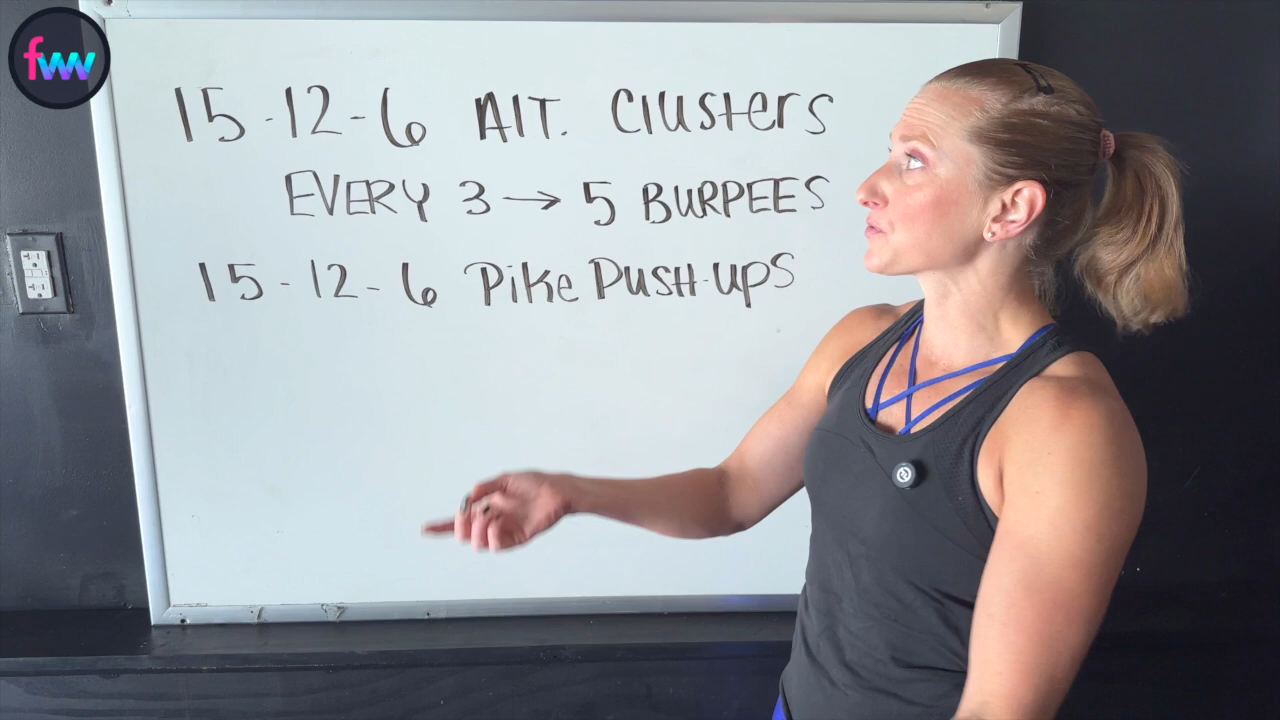 fww
15-12-6 Alt. Clusters
EVERY 3 → 5 BURPEES
15-12-6 Pike Push-ups